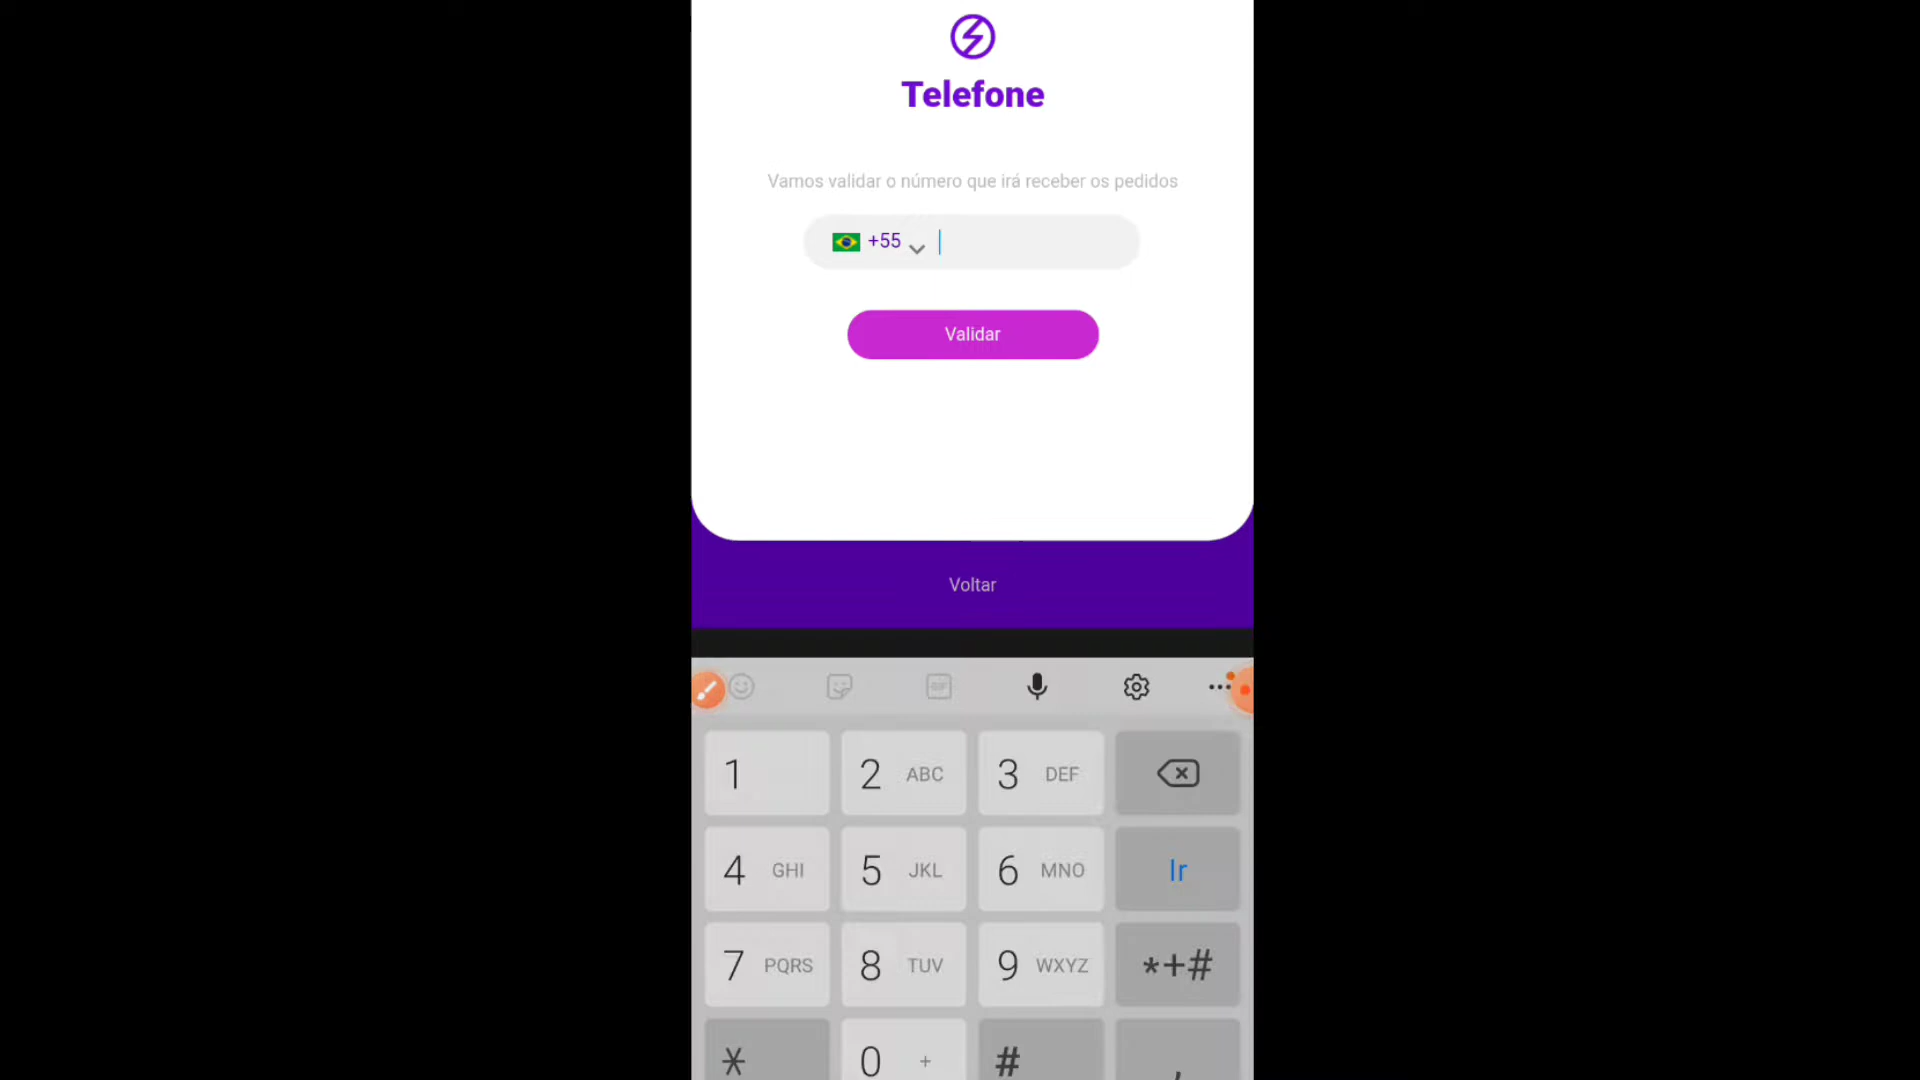 Telefone
Vamos validar o número que irá receber os pedidos
+55
Validar
Voltar
GIF
1
2 ABC
3 DEF
4 GHI
5 JKL
6 MNO
Ir
7 PQRS
8 TUV
9 WXYZ
*+#
*
0 +
#
,